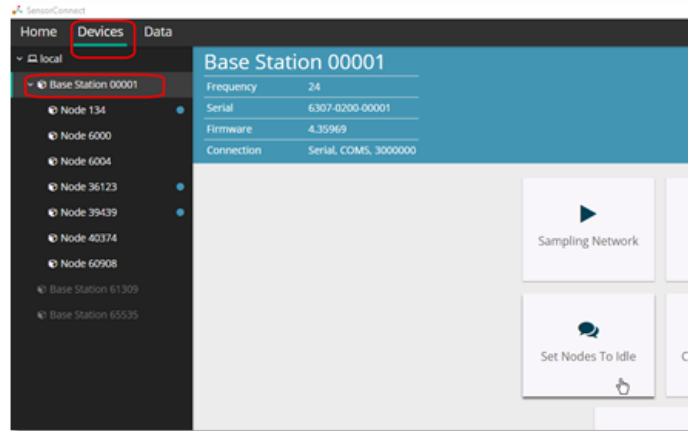 SensorConnect
Home Devices Data
local
Base Station 00001
Node 134
Node 6000
Node 6004
Node 36123
Node 39439
Node 40374
Node 60908
Base Station 61309
Base Station 65535
Base Station 00001
Frequency 24
Serial 6307-0200-00001
Firmware 4.35969
Connection Serial, COM5, 3000000
Sampling Network
Set Nodes To Idle
C